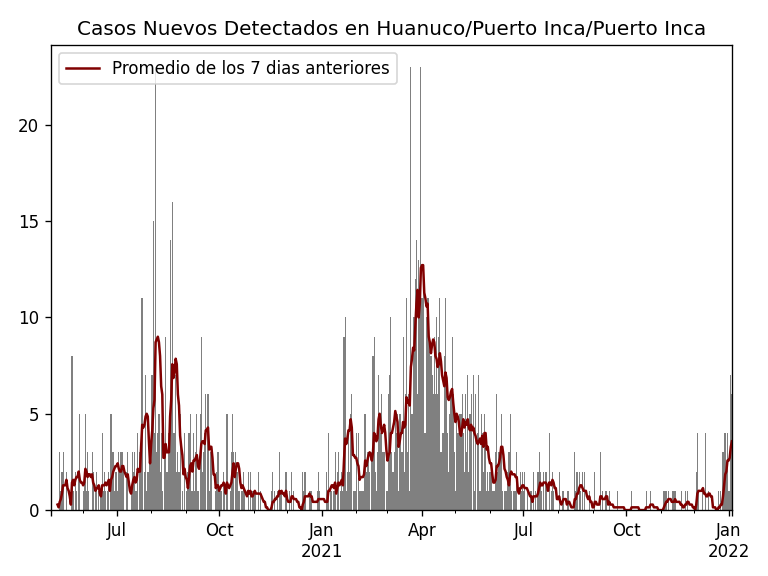 Casos Nuevos Detectados en Huanuco/Puerto Inca/Puerto Inca
Promedio de los 7 dias anteriores
20
15
10
5
0
Jul Oct Jan Apr Jul Oct Jan
2021 2022